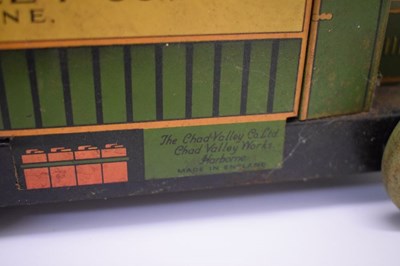 NE.
The Chad Valley Co. Ltd
Chad Valley Works
Harborne.
MADE IN ENGLAND